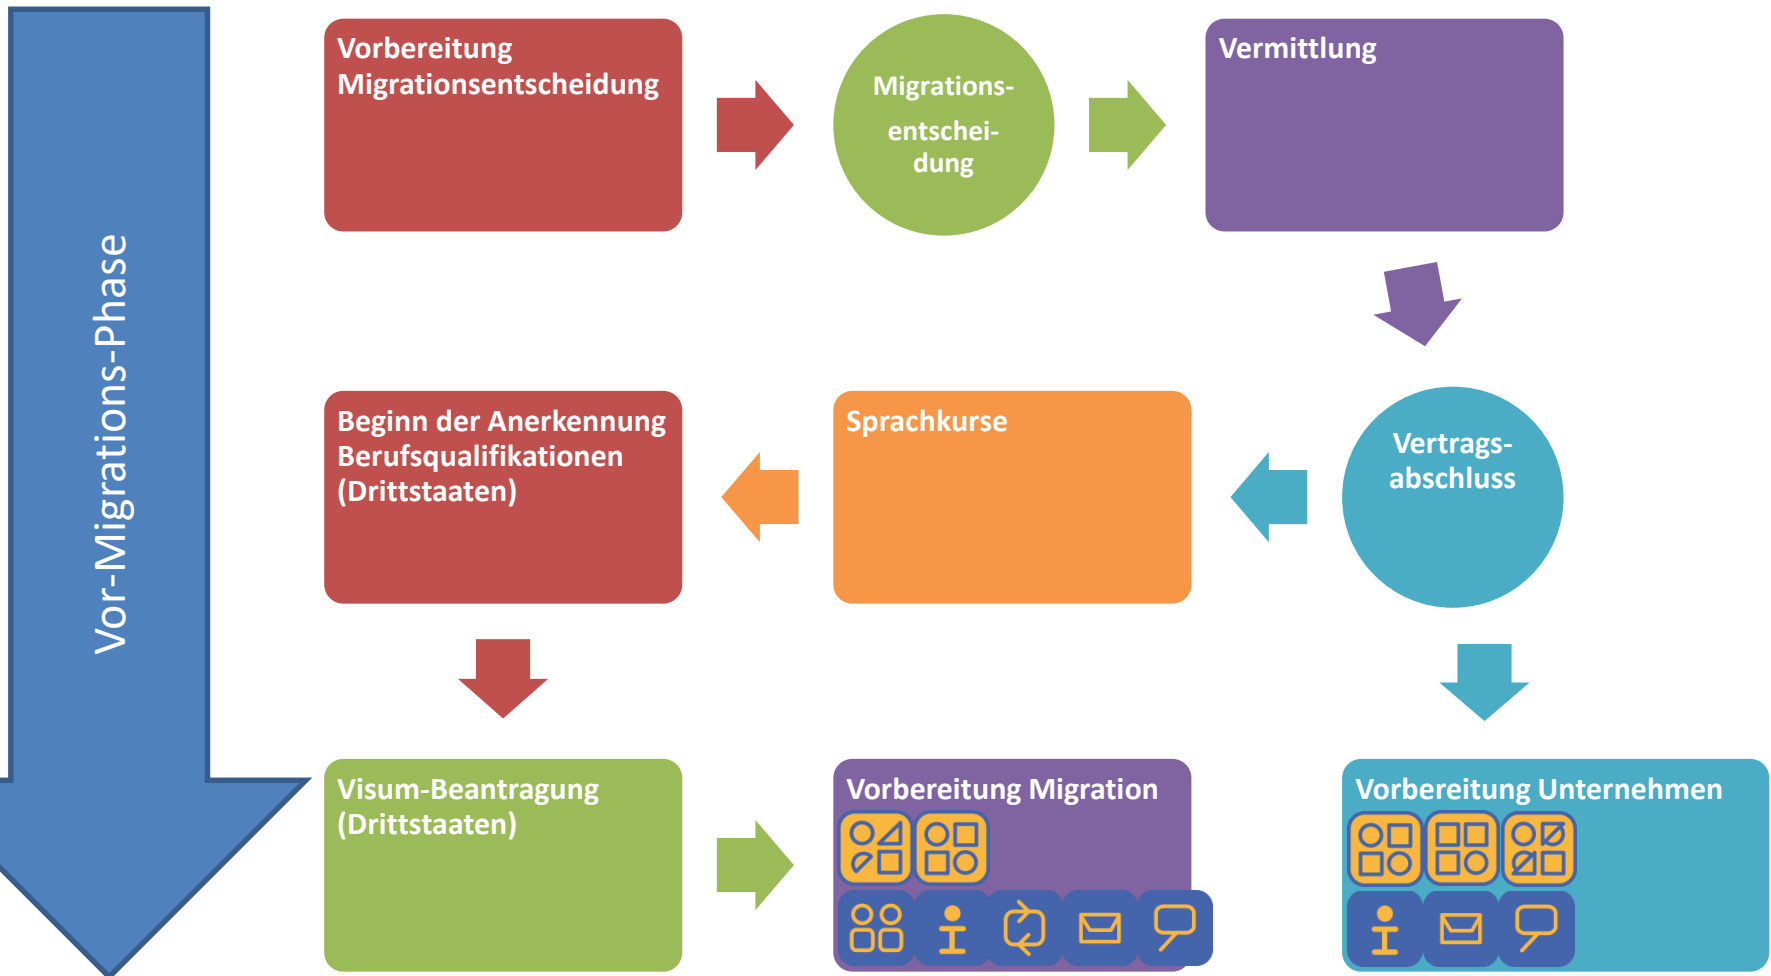 Vor-Migrations-Phase
Vorbereitung
Migrationsentscheidung
Migrations-
entschei-
dung
Vermittlung
Beginn der Anerkennung
Berufsqualifikationen
(Drittstaaten)
Sprachkurse
Vertrags-
abschluss
Visum-Beantragung
(Drittstaaten)
Vorbereitung Migration
Vorbereitung Unternehmen